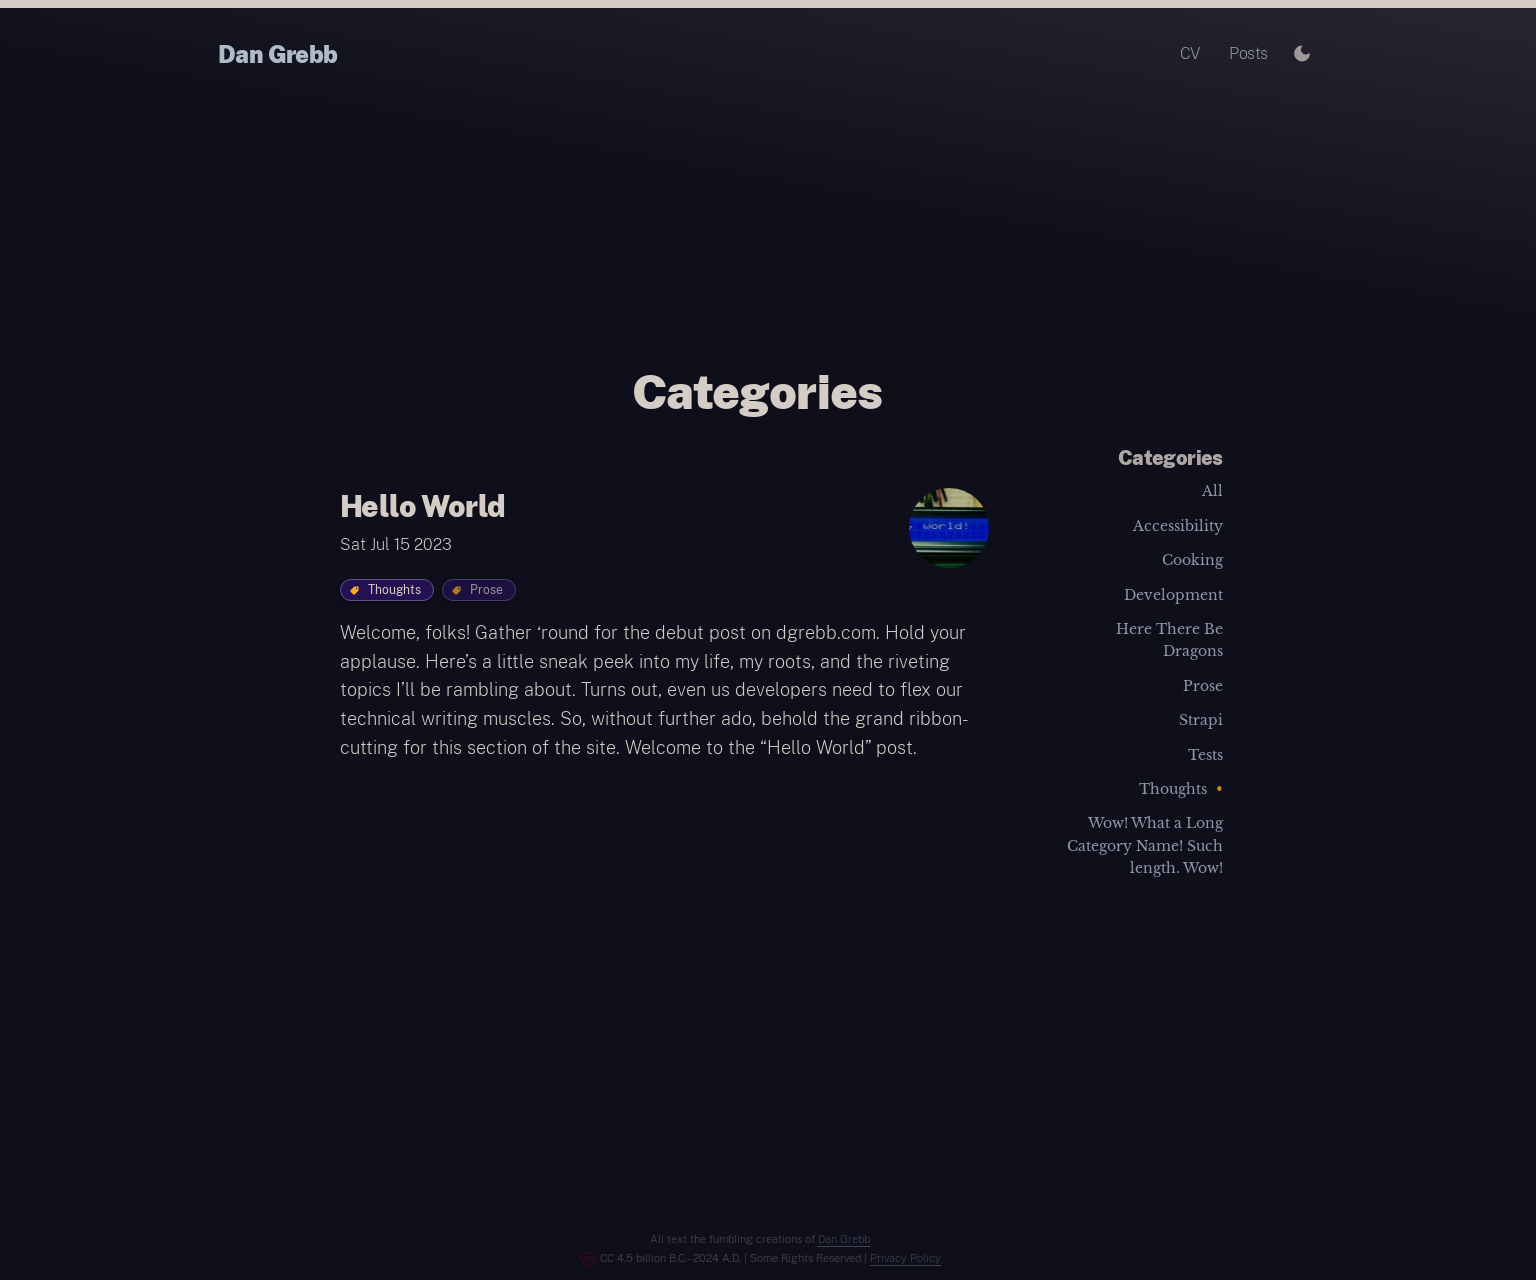 Dan Grebb
CV
Posts
Categories
Hello World
Sat Jul 15 2023
world!
Thoughts
Prose
Welcome, folks! Gather ‘round for the debut post on dgrebb.com. Hold your
applause. Here’s a little sneak peek into my life, my roots, and the riveting
topics I’ll be rambling about. Turns out, even us developers need to flex our
technical writing muscles. So, without further ado, behold the grand ribbon-
cutting for this section of the site. Welcome to the “Hello World” post.
Categories
All
Accessibility
Cooking
Development
Here There Be
Dragons
Prose
Strapi
Tests
Thoughts •
Wow! What a Long
Category Name! Such
length. Wow!
All text the fumbling creations of Dan Grebb
CC 4.5 billion B.C.–2024 A.D. | Some Rights Reserved | Privacy Policy